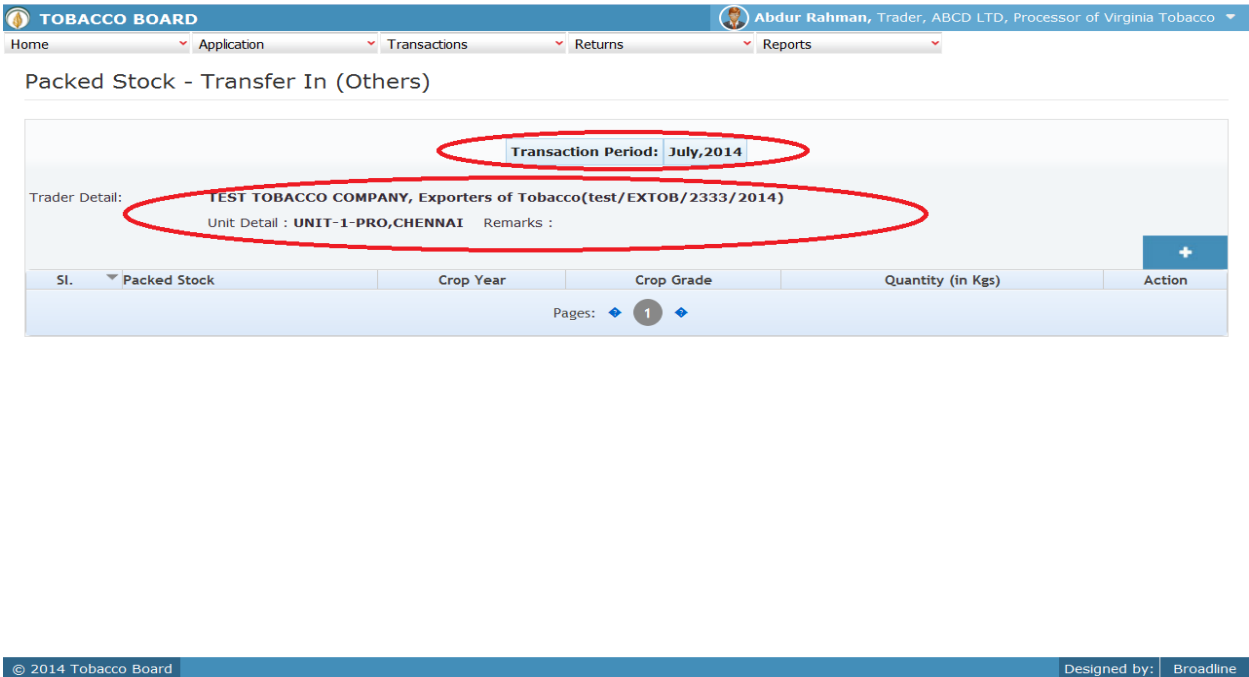 TOBACCO BOARD Abdur Rahman, Trader, ABCD LTD, Processor of Virginia Tobacco
Home Application Transactions Returns Reports
Packed Stock - Transfer In (Others)
Transaction Period: July,2014
Trader Detail: TEST TOBACCO COMPANY, Exporters of Tobacco(test/EXTOB/2333/2014)
Unit Detail : UNIT-1-PRO,CHENNAI Remarks :
+
Sl. Packed Stock Crop Year Crop Grade Quantity (in Kgs) Action
Pages: 1
© 2014 Tobacco Board Designed by: Broadline